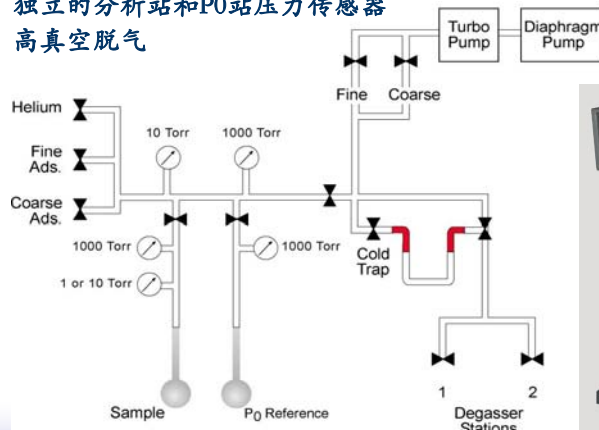 独立的分析站和P0站压力传感器
高真空脱气
Turbo
Pump
Diaphragm
Pump
Fine
Coarse
Helium
Fine
Ads.
Coarse
Ads.
10 Torr
1000 Torr
1000 Torr
1 or 10 Torr
1000 Torr
Cold
Trap
Sample
P0 Reference
1
2
Degasser
Stations